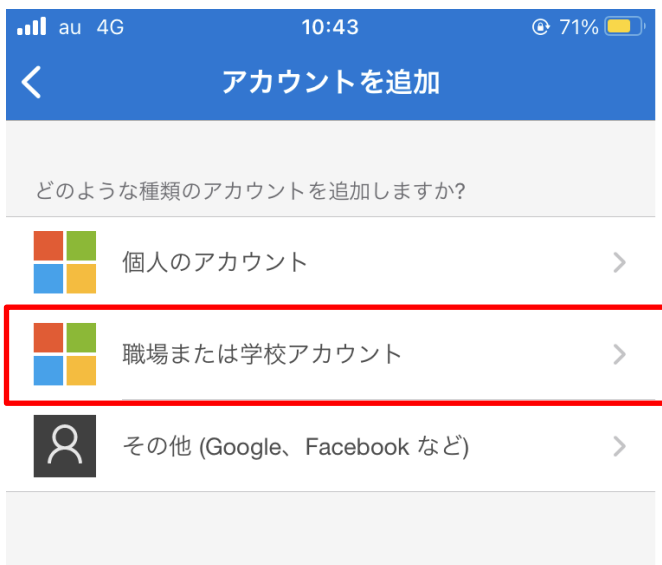 au 4G 10:43 71%
アカウントを追加
どのような種類のアカウントを追加しますか?
個人のアカウント
職場または学校アカウント
その他 (Google、Facebook など)